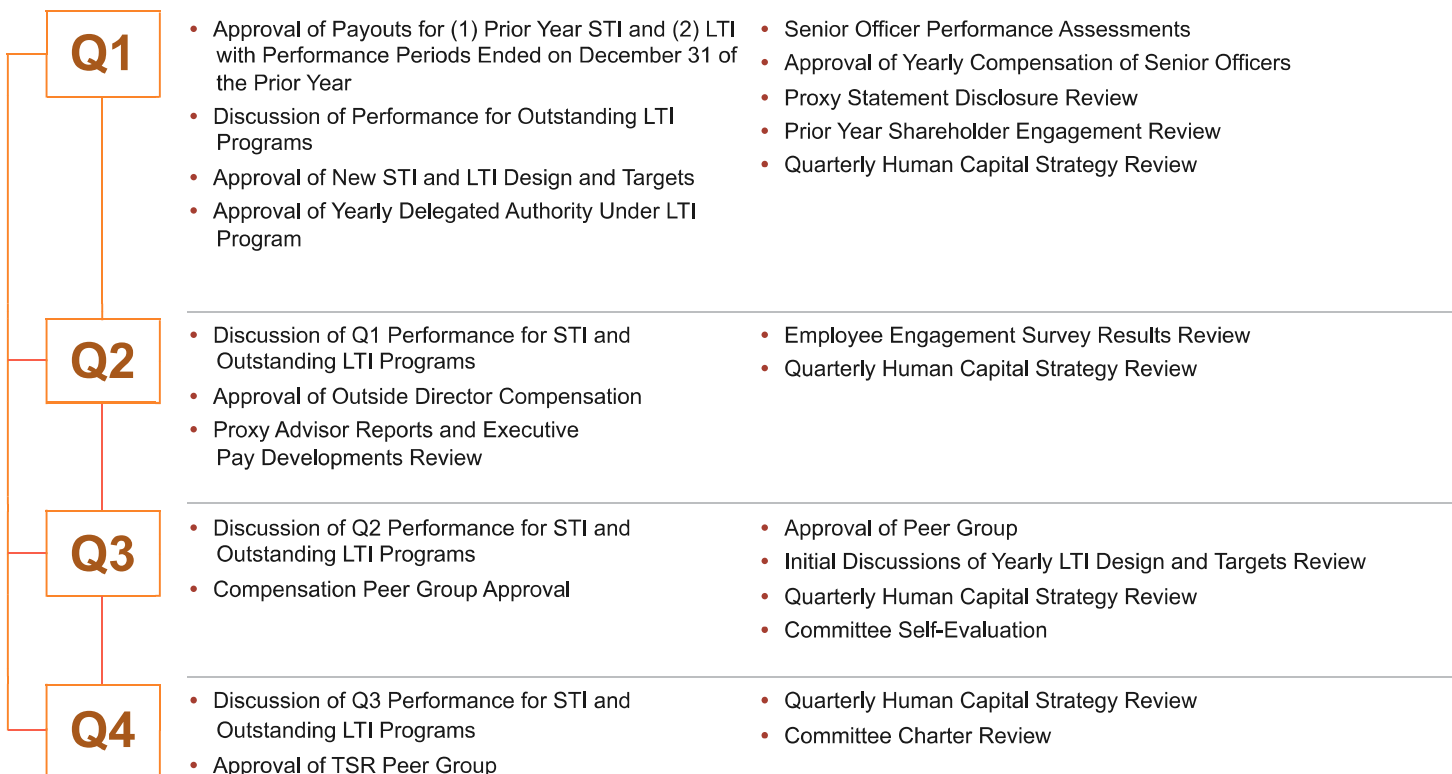 Q1
• Approval of Payouts for (1) Prior Year STI and (2) LTI
with Performance Periods Ended on December 31 of
the Prior Year
• Discussion of Performance for Outstanding LTI
Programs
• Approval of New STI and LTI Design and Targets
• Approval of Yearly Delegated Authority Under LTI
Program
• Senior Officer Performance Assessments
• Approval of Yearly Compensation of Senior Officers
• Proxy Statement Disclosure Review
• Prior Year Shareholder Engagement Review
• Quarterly Human Capital Strategy Review
Q2
• Discussion of Q1 Performance for STI and
Outstanding LTI Programs
• Approval of Outside Director Compensation
• Proxy Advisor Reports and Executive
Pay Developments Review
• Employee Engagement Survey Results Review
• Quarterly Human Capital Strategy Review
Q3
• Discussion of Q2 Performance for STI and
Outstanding LTI Programs
• Compensation Peer Group Approval
• Approval of Peer Group
• Initial Discussions of Yearly LTI Design and Targets Review
• Quarterly Human Capital Strategy Review
• Committee Self-Evaluation
Q4
• Discussion of Q3 Performance for STI and
Outstanding LTI Programs
• Approval of TSR Peer Group
• Quarterly Human Capital Strategy Review
• Committee Charter Review